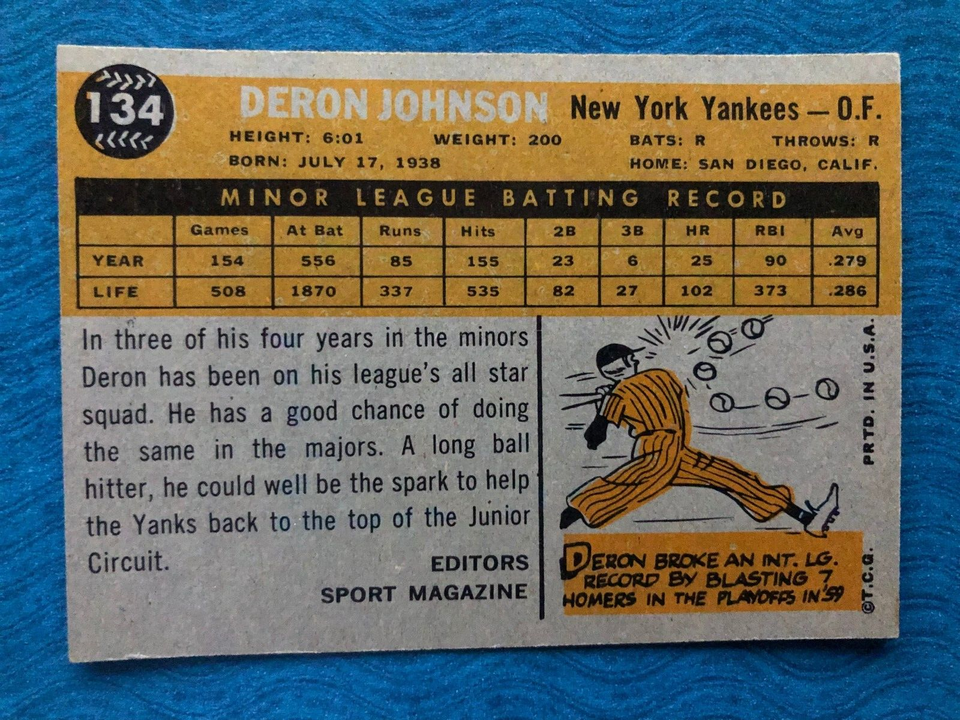 134
DERON JOHNSON New York Yankees — O.F.
HEIGHT: 6:01 WEIGHT: 200 BATS: R THROWS: R
BORN: JULY 17, 1938 HOME: SAN DIEGO, CALIF.
MINOR LEAGUE BATTING RECORD
Games At Bat Runs Hits 2B 3B HR RBI Avg
YEAR 154 556 85 155 23 6 25 90 .279
LIFE 508 1870 337 535 82 27 102 373 .286
In three of his four years in the minors
Deron has been on his league's all star
squad. He has a good chance of doing
the same in the majors. A long ball
hitter, he could well be the spark to help
the Yanks back to the top of the Junior
Circuit.
EDITORS
SPORT MAGAZINE
DERON BROKE AN INT. LG.
RECORD BY BLASTING 7
HOMERS IN THE PLAYOFFS IN '59
©T.C.G. PRTD. IN U.S.A.